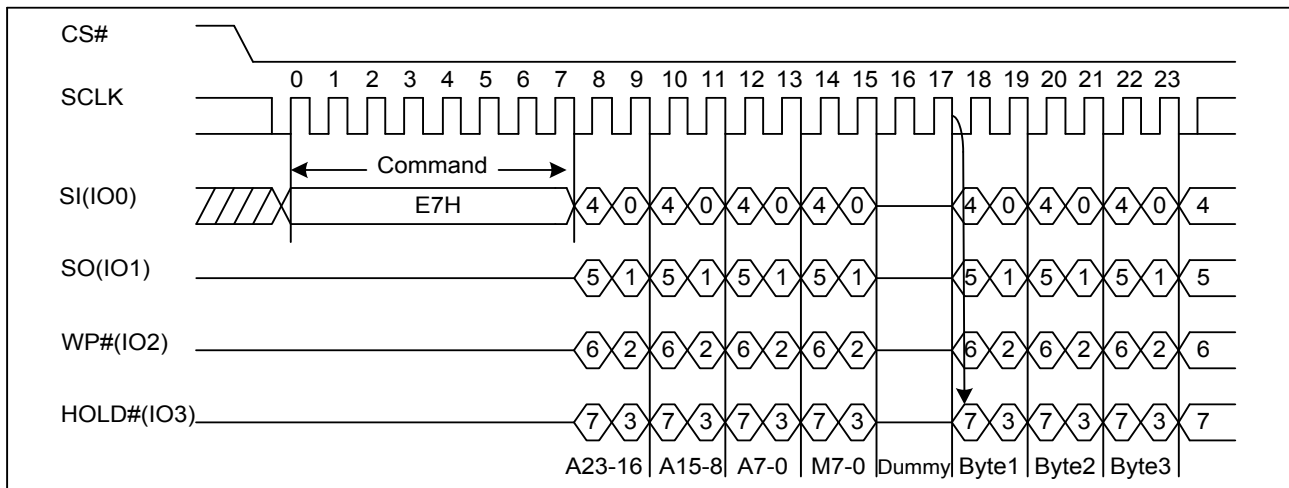 CS#
0 1 2 3 4 5 6 7 8 9 10 11 12 13 14 15 16 17 18 19 20 21 22 23
SCLK
Command
SI(IO0) E7H 4 0 4 0 4 0 4 0 4 0 4 0 4 0 4
SO(IO1) 5 1 5 1 5 1 5 1 5 1 5 1 5 1 5
WP#(IO2) 6 2 6 2 6 2 6 2 6 2 6 2 6 2 6
HOLD#(IO3) 7 3 7 3 7 3 7 3 7 3 7 3 7 3 7
A23-16 A15-8 A7-0 M7-0 Dummy Byte1 Byte2 Byte3